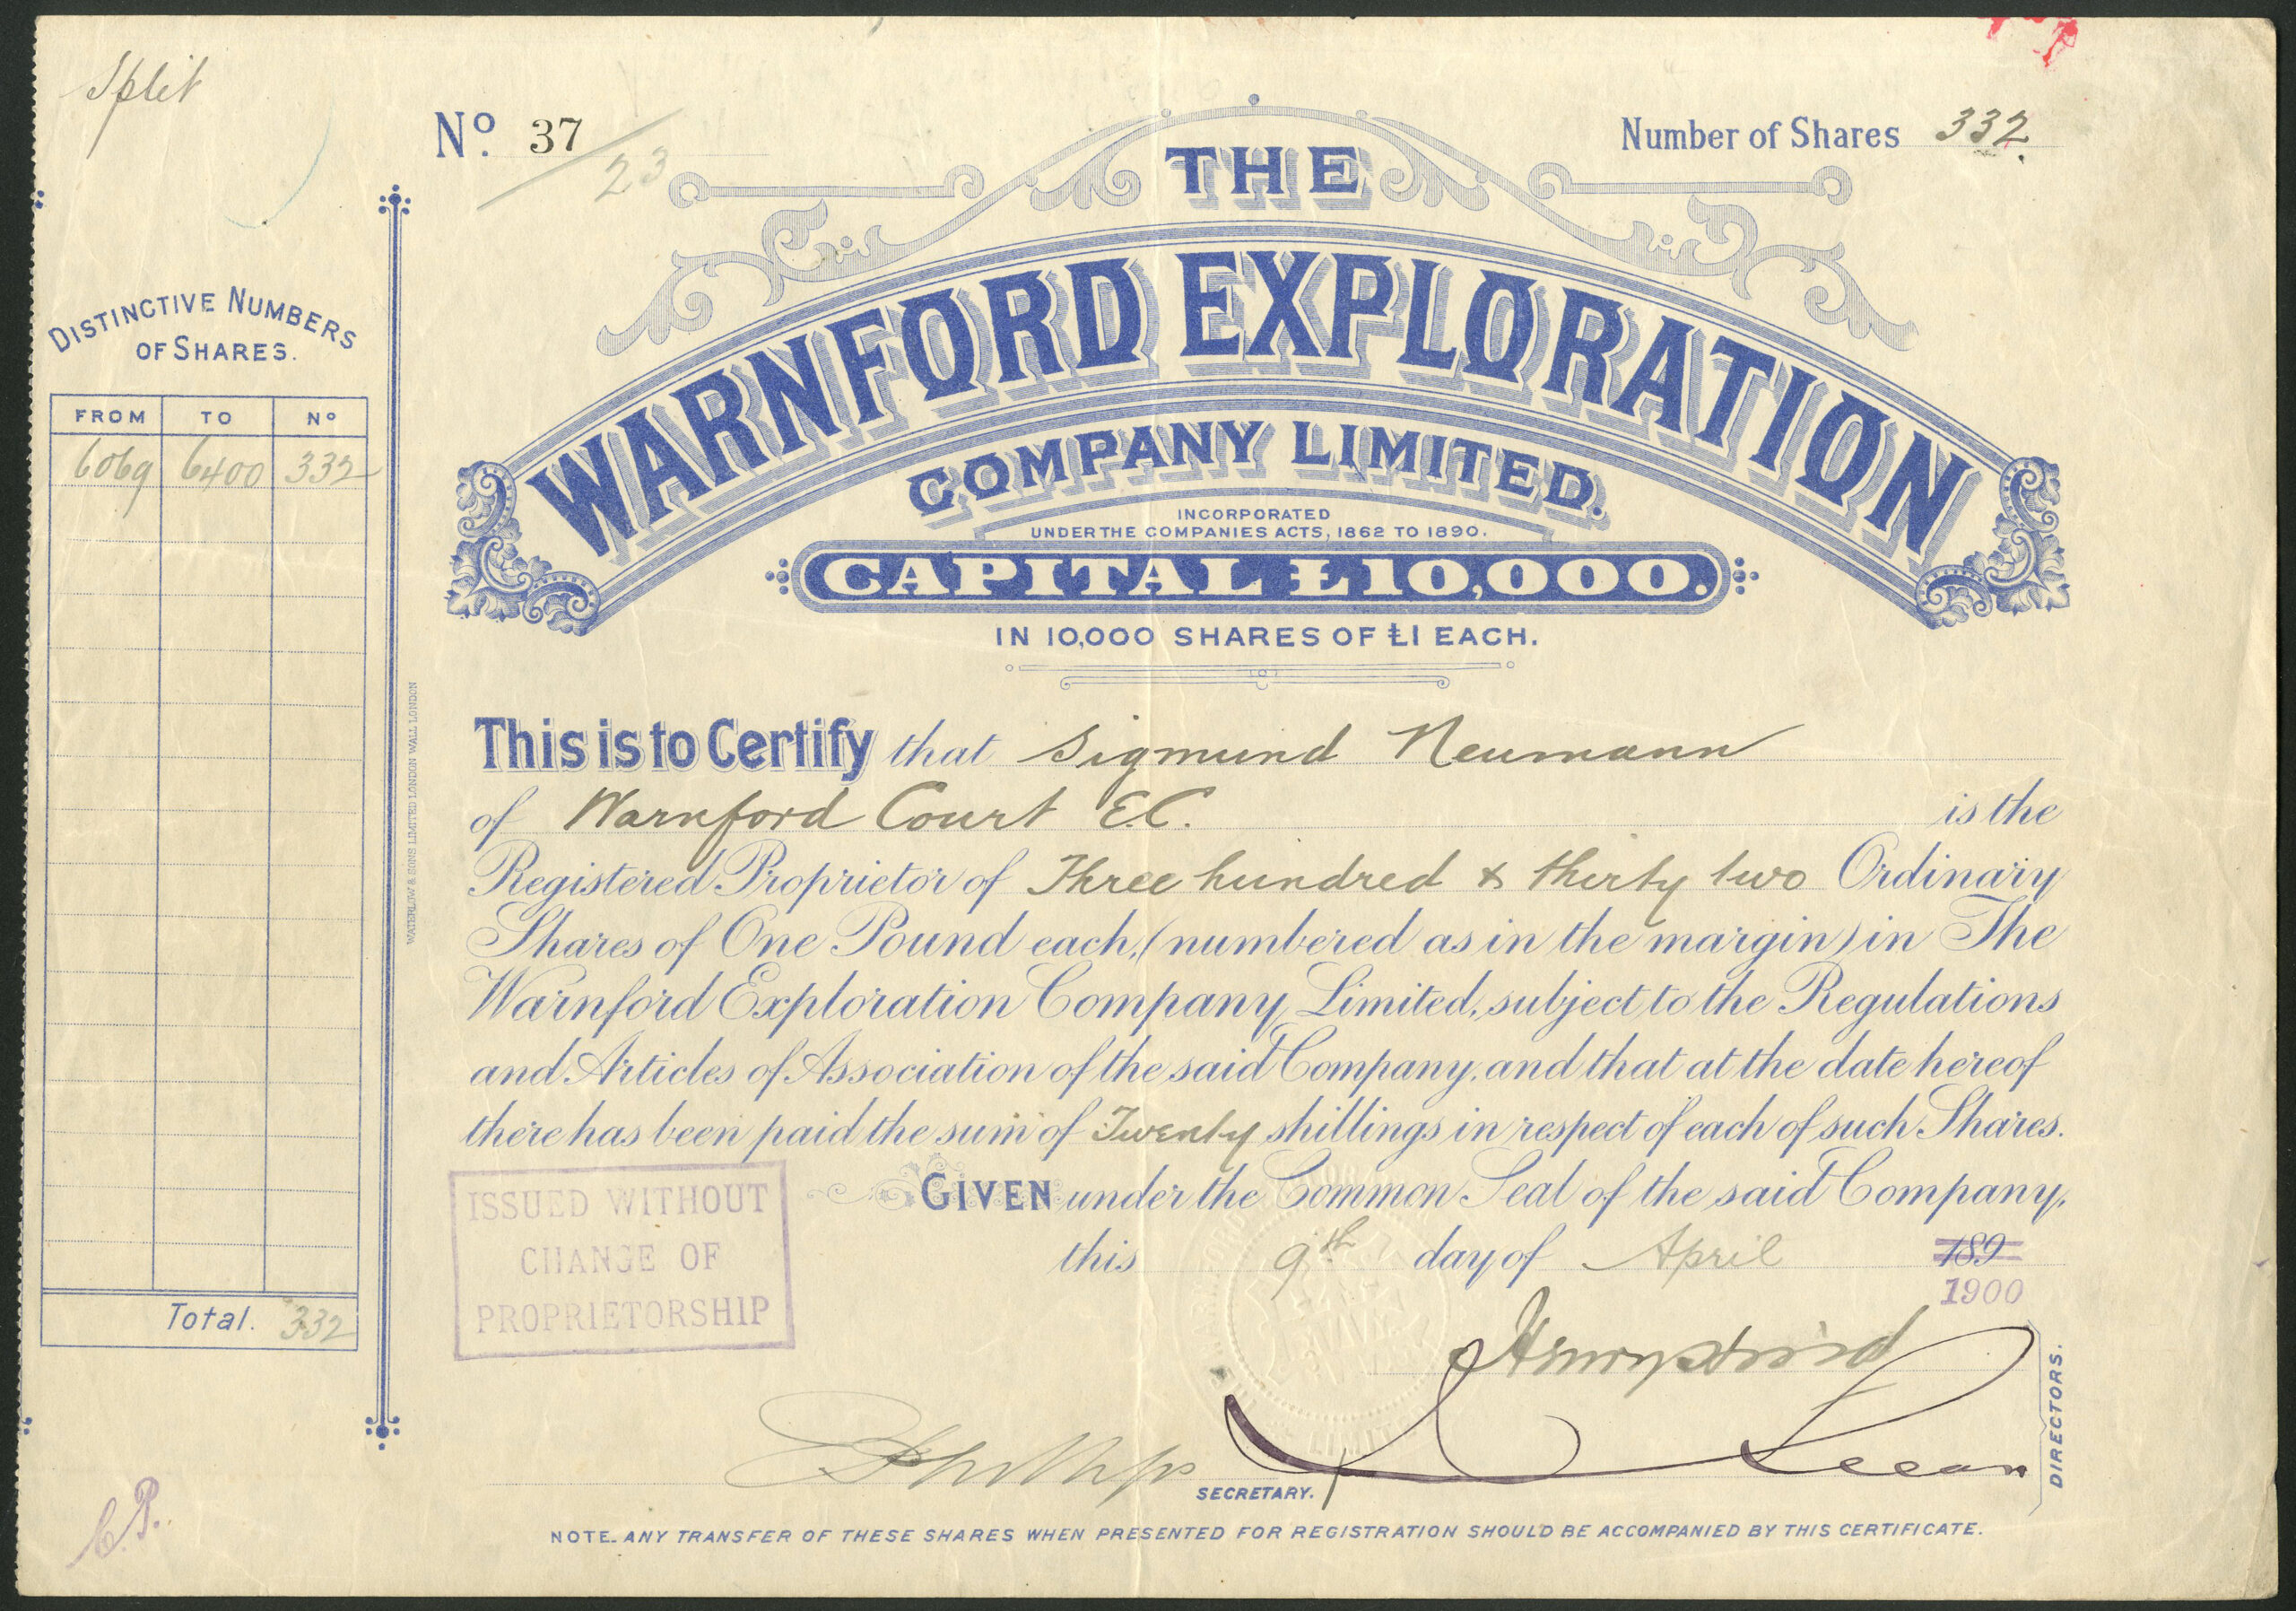 Split
No. 37
23
Number of Shares 332.
THE
WARNFORD EXPLORATION
COMPANY LIMITED.
INCORPORATED
UNDER THE COMPANIES ACTS, 1862 TO 1890.
CAPITAL £10,000.
IN 10,000 SHARES OF £1 EACH.
DISTINCTIVE NUMBERS
OF SHARES.
FROM TO No
6069 6400 332
Total. 332
WATERLOW & SONS LIMITED LONDON WALL LONDON
This is to Certify that Sigmund Neumann
of Warnford Court E.C. is the
Registered Proprietor of Three hundred & thirty two Ordinary
Shares of One Pound each, (numbered as in the margin) in The
Warnford Exploration Company, Limited, subject to the Regulations
and Articles of Association of the said Company, and that at the date hereof
there has been paid the sum of Twenty shillings in respect of each of such Shares.
GIVEN under the Common Seal of the said Company,
this 9th day of April 189
1900
ISSUED WITHOUT
CHANGE OF
PROPRIETORSHIP
DIRECTORS.
SECRETARY.
C.P.
NOTE. ANY TRANSFER OF THESE SHARES WHEN PRESENTED FOR REGISTRATION SHOULD BE ACCOMPANIED BY THIS CERTIFICATE.